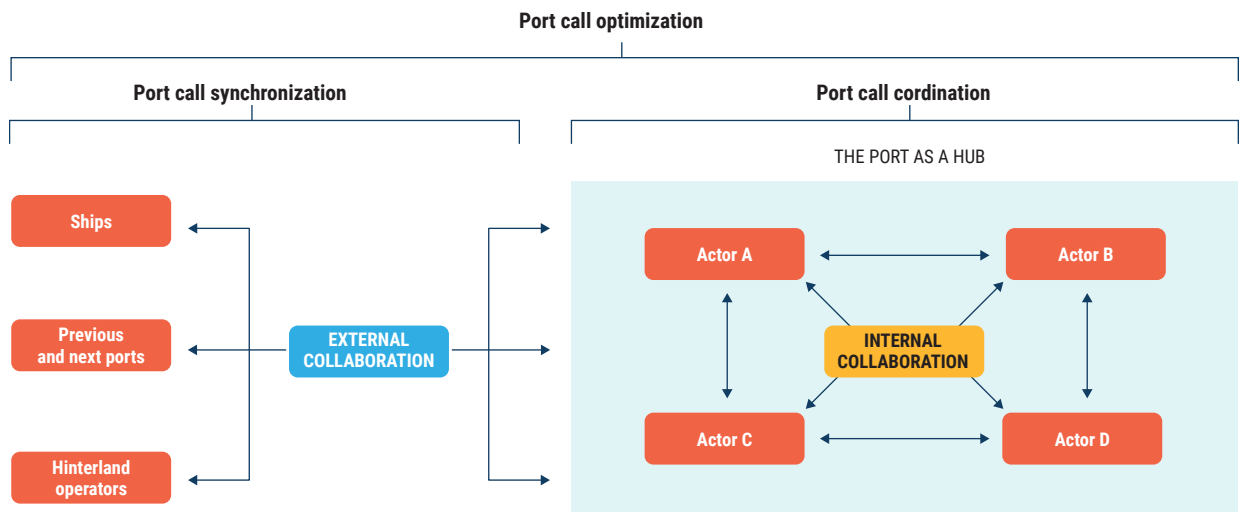 Port call optimization
Port call synchronization
Port call cordination
THE PORT AS A HUB
Ships
Previous
and next ports
Hinterland
operators
EXTERNAL
COLLABORATION
Actor A
Actor B
INTERNAL
COLLABORATION
Actor C
Actor D